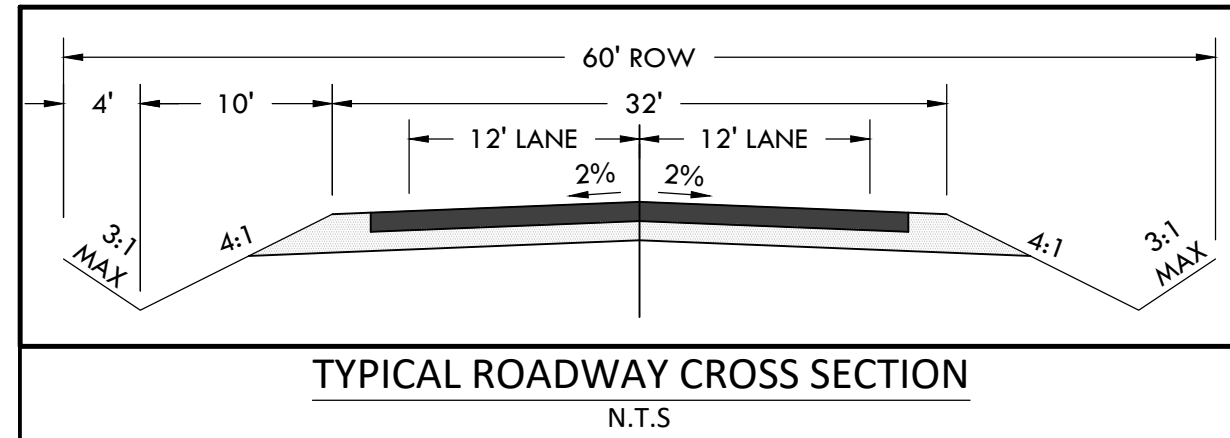 60' ROW
4' 10' 32'
12' LANE 12' LANE
2% 2%
3:1
MAX
4:1
4:1
3:1
MAX
TYPICAL ROADWAY CROSS SECTION
N.T.S